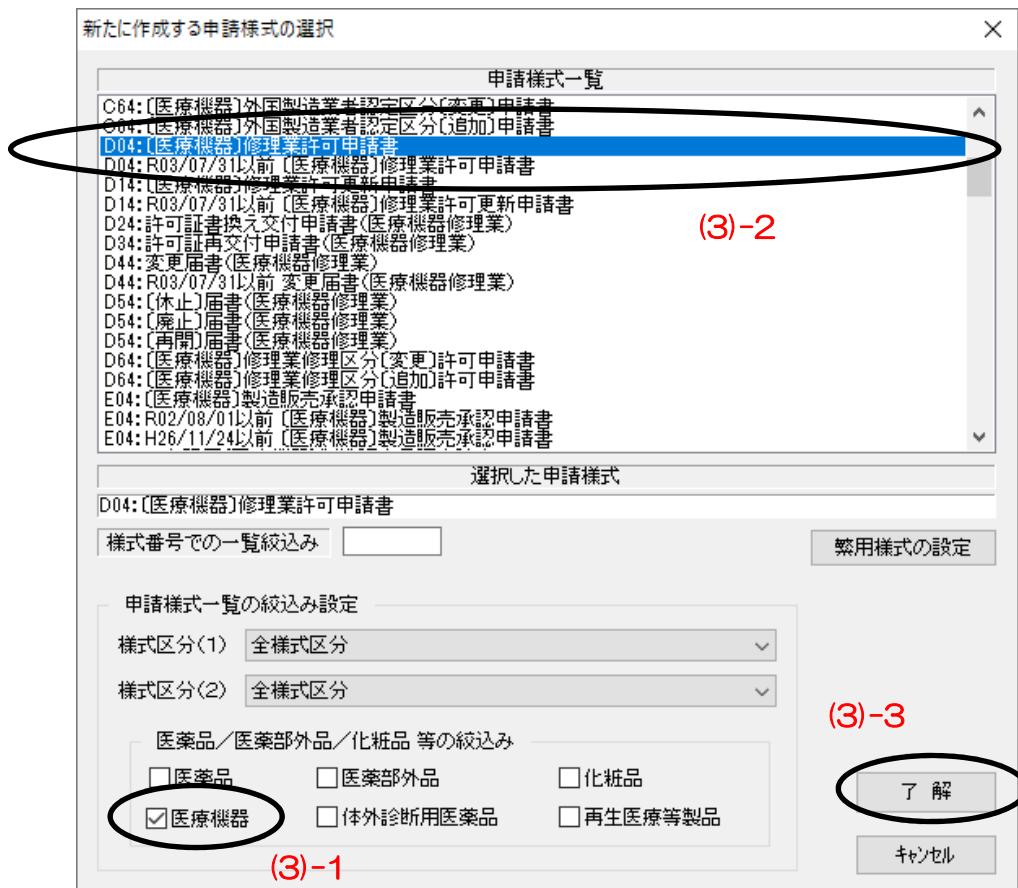 新たに作成する申請様式の選択
申請様式一覧
C64:〔医療機器〕外国製造業者認定区分〔変更〕申請書
C64:〔医療機器〕外国製造業者認定区分〔追加〕申請書
D04:〔医療機器〕修理業許可申請書
D04:R03/07/31以前〔医療機器〕修理業許可申請書
D14:〔医療機器〕修理業許可更新申請書
D14:R03/07/31以前〔医療機器〕修理業許可更新申請書
D24:許可証書換え交付申請書(医療機器修理業)
D34:許可証再交付申請書(医療機器修理業)
D44:変更届書(医療機器修理業)
D44:R03/07/31以前 変更届書(医療機器修理業)
D54:〔休止〕届書(医療機器修理業)
D54:〔廃止〕届書(医療機器修理業)
D54:〔再開〕届書(医療機器修理業)
D64:〔医療機器〕修理業修理区分〔変更〕許可申請書
D64:〔医療機器〕修理業修理区分〔追加〕許可申請書
E04:〔医療機器〕製造販売承認申請書
E04:R02/08/01以前〔医療機器〕製造販売承認申請書
E04:H26/11/24以前〔医療機器〕製造販売承認申請書
(3)-2
選択した申請様式
D04:〔医療機器〕修理業許可申請書
様式番号での一覧絞込み
繁用様式の設定
申請様式一覧の絞込み設定
様式区分(1) 全様式区分
様式区分(2) 全様式区分
(3)-3
医薬品/医薬部外品/化粧品 等の絞込み
医薬品 医薬部外品 化粧品
了 解
医療機器 体外診断用医薬品 再生医療等製品
(3)-1
キャンセル